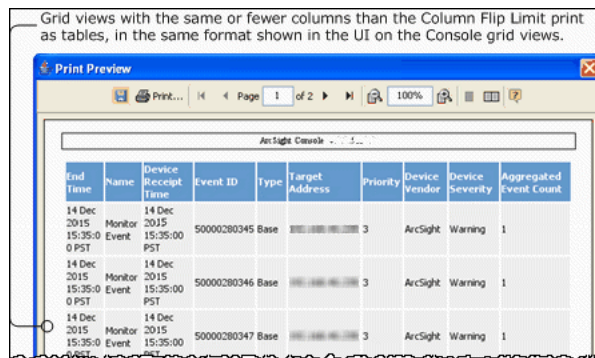 Grid views with the same or fewer columns than the Column Flip Limit print
as tables, in the same format shown in the UI on the Console grid views.
Print Preview
Print... Page 1 of 2 100%
ArcSight Console
End Time Name Device Receipt Time Event ID Type Target Address Priority Device Vendor Device Severity Aggregated Event Count
14 Dec 2015 15:35:00 PST Monitor Event 14 Dec 2015 15:35:00 PST 50000280345 Base 3 ArcSight Warning 1
14 Dec 2015 15:35:00 PST Monitor Event 14 Dec 2015 15:35:00 PST 50000280346 Base 3 ArcSight Warning 1
14 Dec 2015 15:35:00 PST Monitor Event 14 Dec 2015 15:35:00 PST 50000280347 Base 3 ArcSight Warning 1